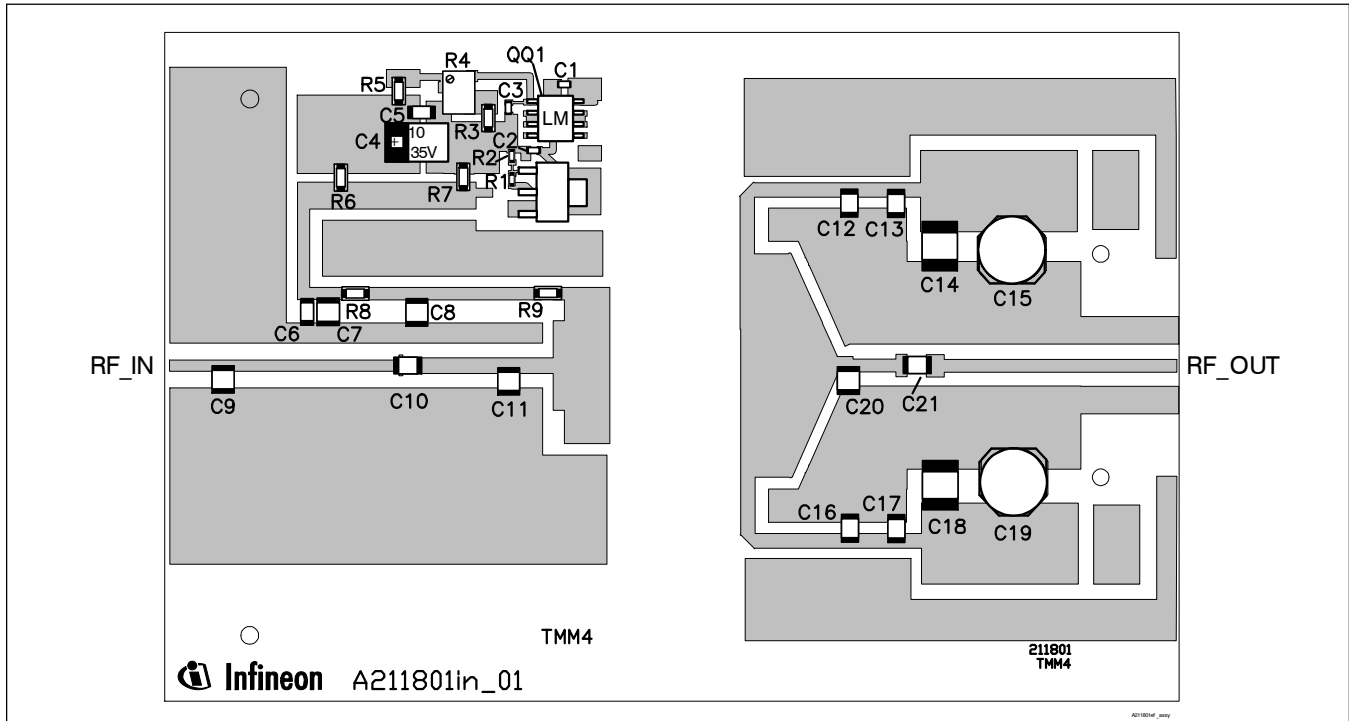 QQ1
R4
C1
R5
C3
C5
LM
10
R3
C4
35V
C2
R2
R1
R6
R7
C12
C13
C14
C15
R8
R9
C6
C7
C8
RF_IN
RF_OUT
C9
C10
C11
C20
C21
C16
C17
C18
C19
TMM4
211801
TMM4
Infineon A211801in_01
A211801ef_assy